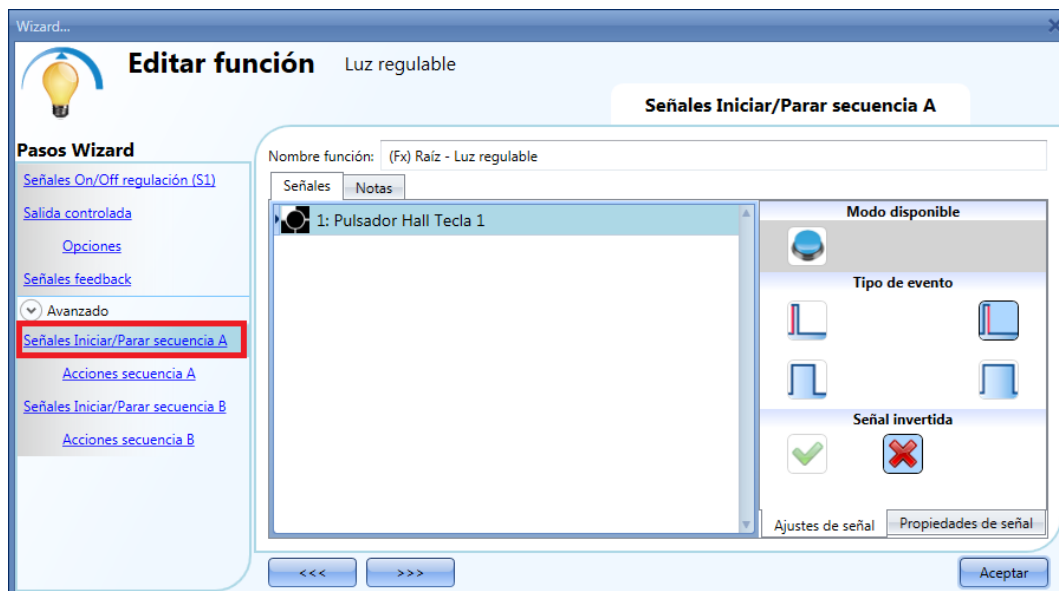 Wizard...
Editar función Luz regulable
Señales Iniciar/Parar secuencia A
Pasos Wizard
Señales On/Off regulación (S1)
Salida controlada
Opciones
Señales feedback
Avanzado
Señales Iniciar/Parar secuencia A
Acciones secuencia A
Señales Iniciar/Parar secuencia B
Acciones secuencia B
Nombre función: (Fx) Raíz - Luz regulable
Señales Notas
1: Pulsador Hall Tecla 1
Modo disponible
Tipo de evento
Señal invertida
Ajustes de señal Propiedades de señal
<<< >>> Aceptar